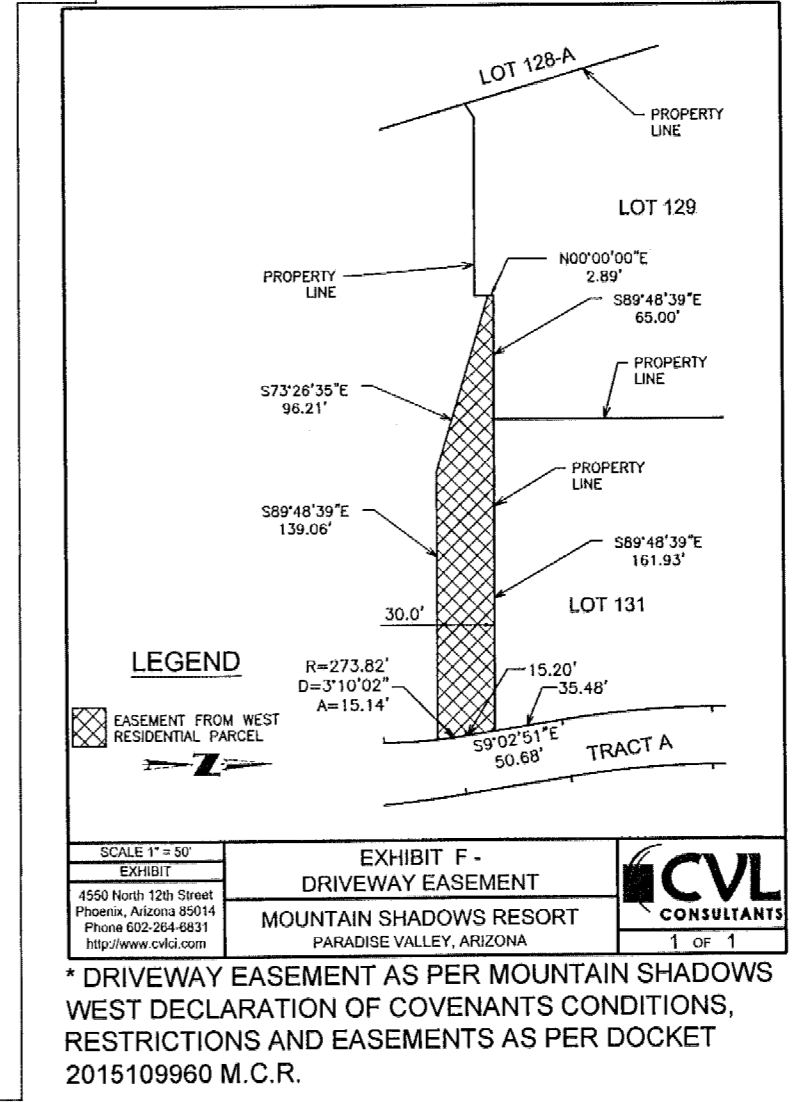 LOT 128-A
PROPERTY
LINE
LOT 129
N00°00'00"E
2.89'
PROPERTY
LINE
S89°48'39"E
65.00'
PROPERTY
LINE
S73°26'35"E
96.21'
PROPERTY
LINE
S89°48'39"E
139.06'
S89°48'39"E
161.93'
LOT 131
30.0'
LEGEND
R=273.82'
D=3°10'02"
A=15.14'
15.20'
35.48'
EASEMENT FROM WEST
RESIDENTIAL PARCEL
S9°02'51"E
50.68'
TRACT A
Z
SCALE 1" = 50'
EXHIBIT
4550 North 12th Street
Phoenix, Arizona 85014
Phone 602-264-6831
http://www.cvlci.com
EXHIBIT F -
DRIVEWAY EASEMENT
MOUNTAIN SHADOWS RESORT
PARADISE VALLEY, ARIZONA
CVL
CONSULTANTS
1 OF 1
* DRIVEWAY EASEMENT AS PER MOUNTAIN SHADOWS
WEST DECLARATION OF COVENANTS CONDITIONS,
RESTRICTIONS AND EASEMENTS AS PER DOCKET
2015109960 M.C.R.